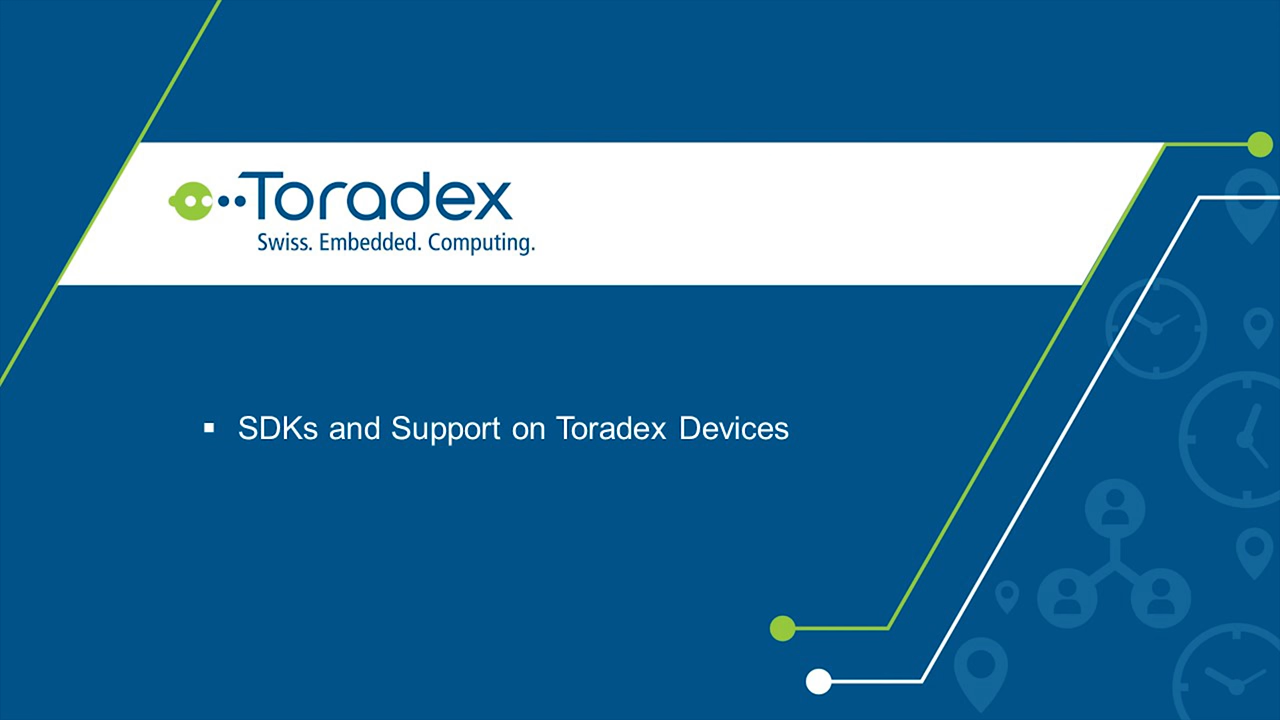 Toradex
Swiss. Embedded. Computing.
▪ SDKs and Support on Toradex Devices